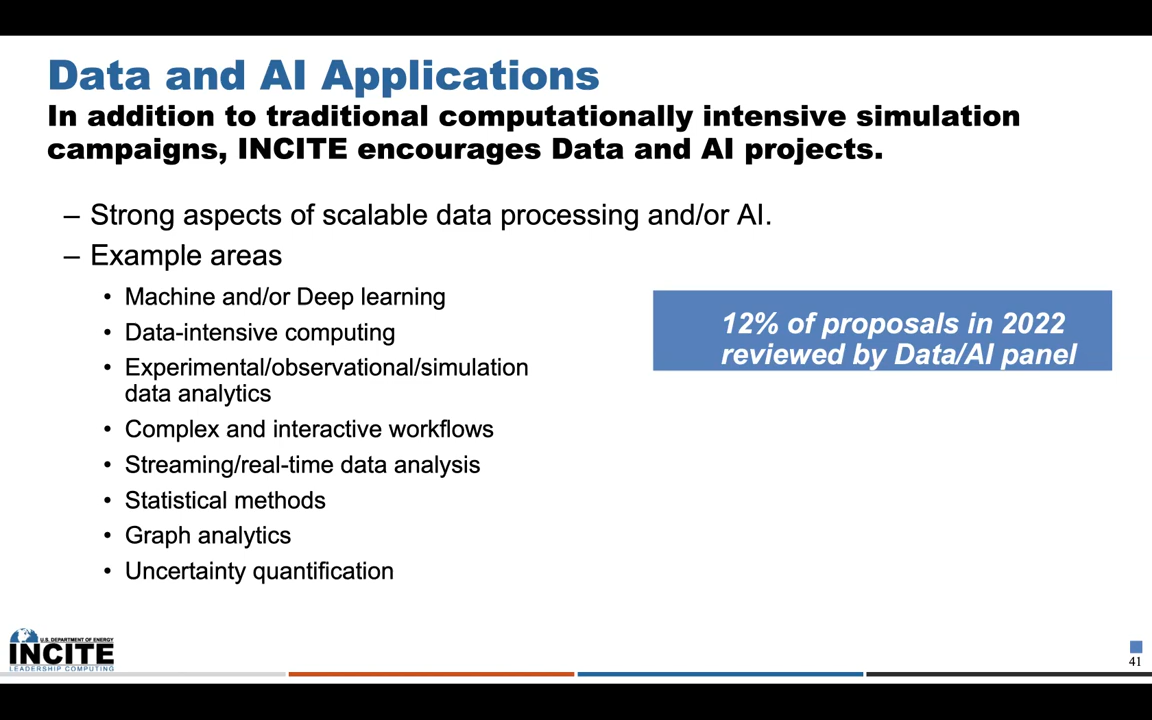 Data and AI Applications
In addition to traditional computationally intensive simulation
campaigns, INCITE encourages Data and AI projects.
– Strong aspects of scalable data processing and/or AI.
– Example areas
• Machine and/or Deep learning
• Data-intensive computing
• Experimental/observational/simulation
data analytics
• Complex and interactive workflows
• Streaming/real-time data analysis
• Statistical methods
• Graph analytics
• Uncertainty quantification
12% of proposals in 2022
reviewed by Data/AI panel
U.S. DEPARTMENT OF ENERGY
INCITE
LEADERSHIP COMPUTING
41